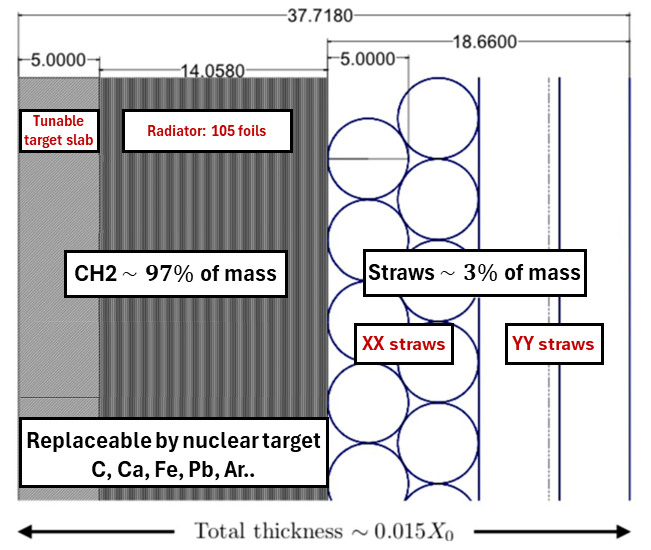 37.7180
18.6600
5.0000
14.0580
5.0000
Tunable
target slab
Radiator: 105 foils
CH2 ~ 97% of mass
Straws ~ 3% of mass
XX straws
YY straws
Replaceable by nuclear target
C, Ca, Fe, Pb, Ar..
Total thickness ~ 0.015X₀